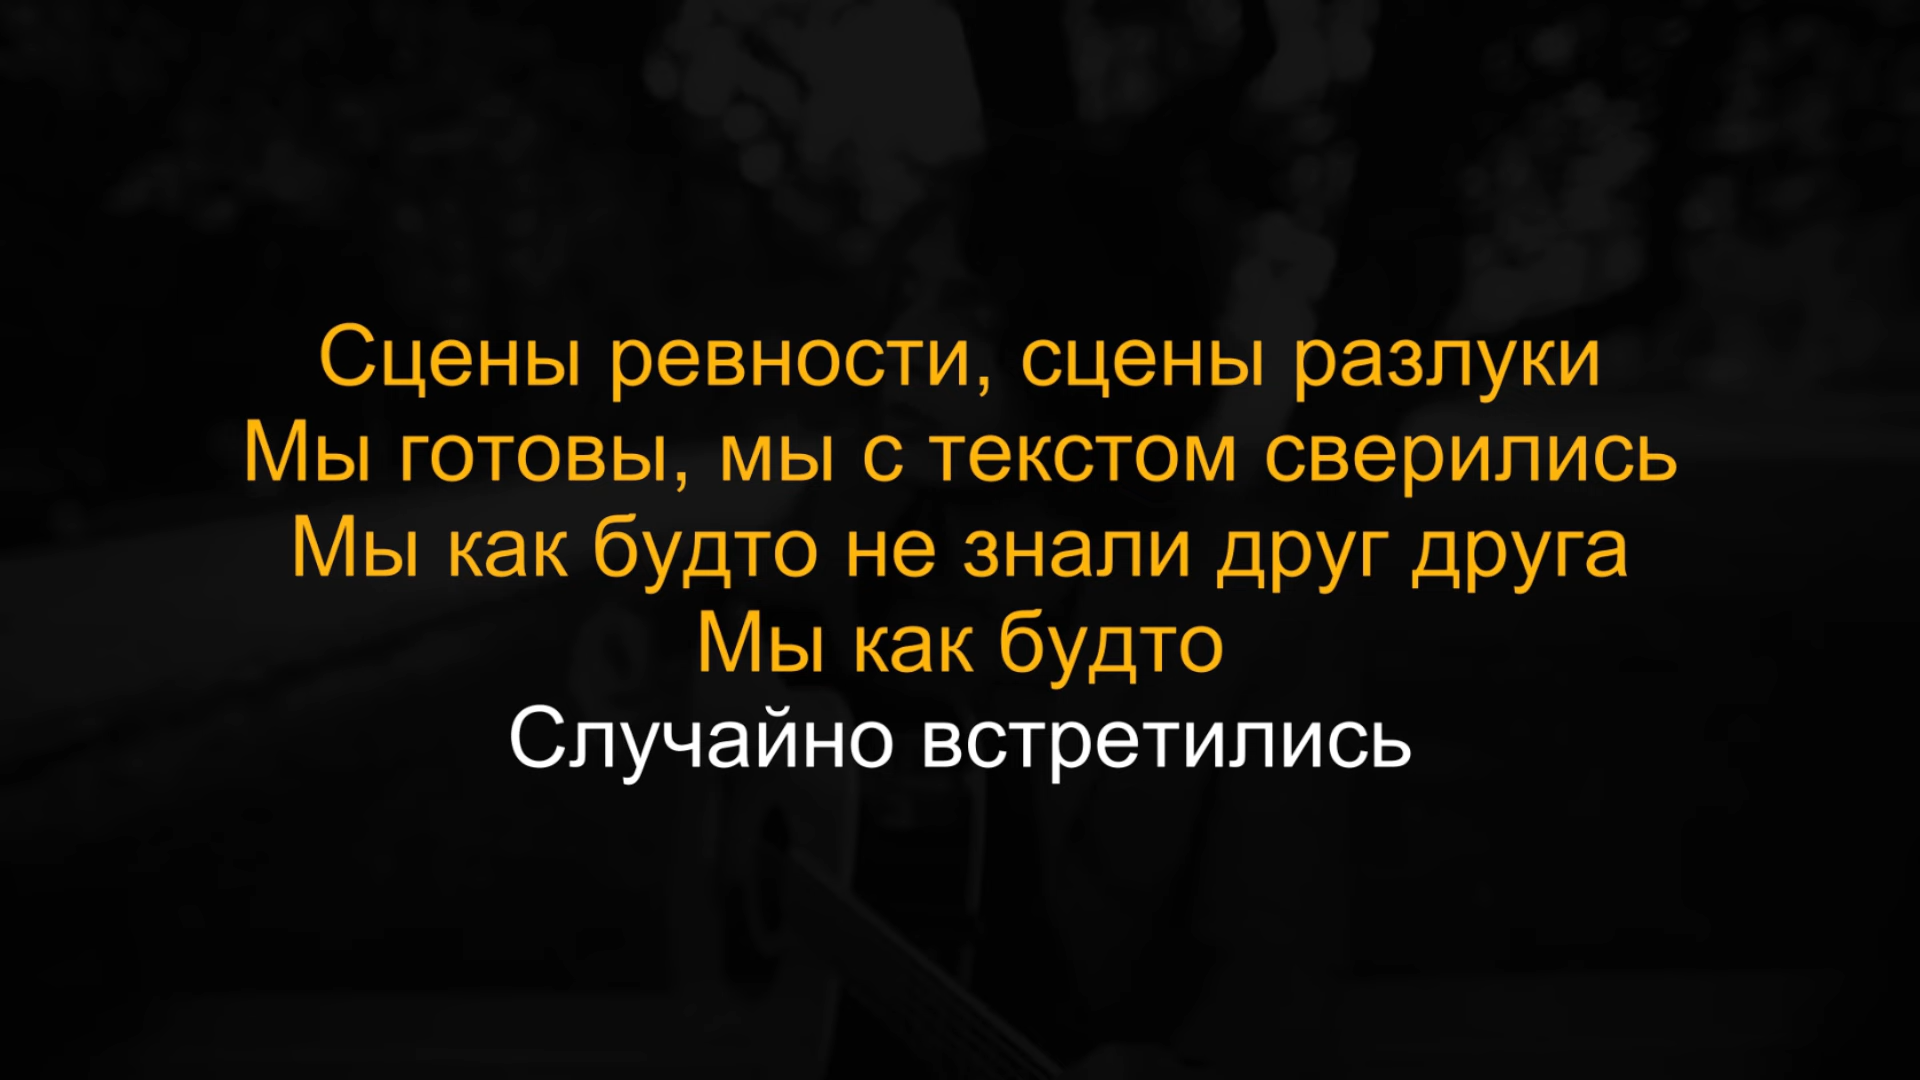 Сцены ревности, сцены разлуки
Мы готовы, мы с текстом сверились
Мы как будто не знали друг друга
Мы как будто
Случайно встретились